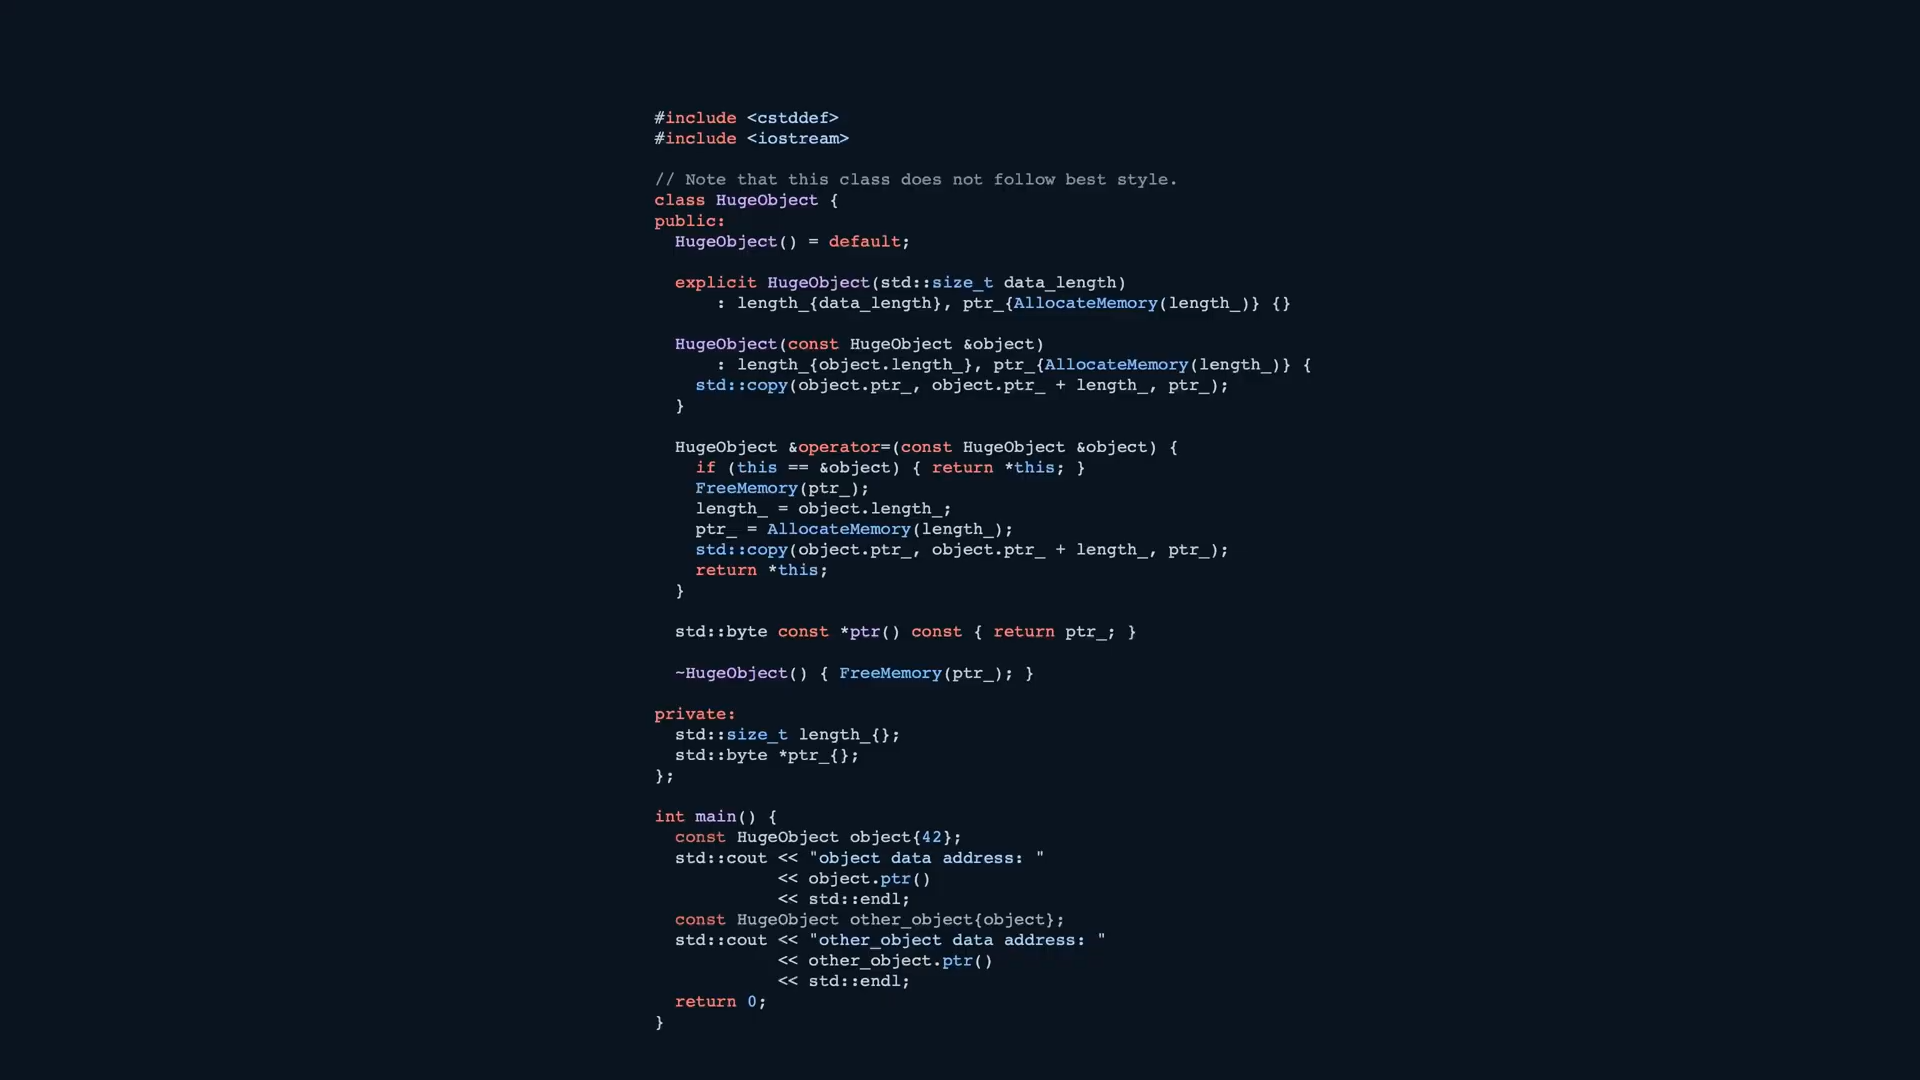 #include <cstddef>
#include <iostream>
// Note that this class does not follow best style.
class HugeObject {
public:
  HugeObject() = default;
  explicit HugeObject(std::size_t data_length)
      : length_{data_length}, ptr_{AllocateMemory(length_)} {}
  HugeObject(const HugeObject &object)
      : length_{object.length_}, ptr_{AllocateMemory(length_)} {
    std::copy(object.ptr_, object.ptr_ + length_, ptr_);
  }
  HugeObject &operator=(const HugeObject &object) {
    if (this == &object) { return *this; }
    FreeMemory(ptr_);
    length_ = object.length_;
    ptr_ = AllocateMemory(length_);
    std::copy(object.ptr_, object.ptr_ + length_, ptr_);
    return *this;
  }
  std::byte const *ptr() const { return ptr_; }
  ~HugeObject() { FreeMemory(ptr_); }
private:
  std::size_t length_{};
  std::byte *ptr_{};
};
int main() {
  const HugeObject object{42};
  std::cout << "object data address: "
            << object.ptr()
            << std::endl;
  const HugeObject other_object{object};
  std::cout << "other_object data address: "
            << other_object.ptr()
            << std::endl;
  return 0;
}